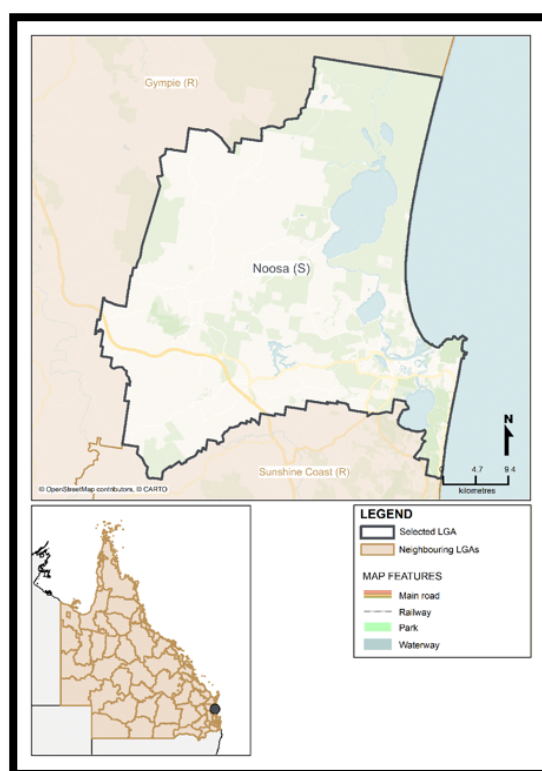 Gympie (R)
Noosa (S)
N
Sunshine Coast (R)
0 4.7 9.4
kilometres
© OpenStreetMap contributors, © CARTO
LEGEND
Selected LGA
Neighbouring LGAs
MAP FEATURES
Main road
Railway
Park
Waterway